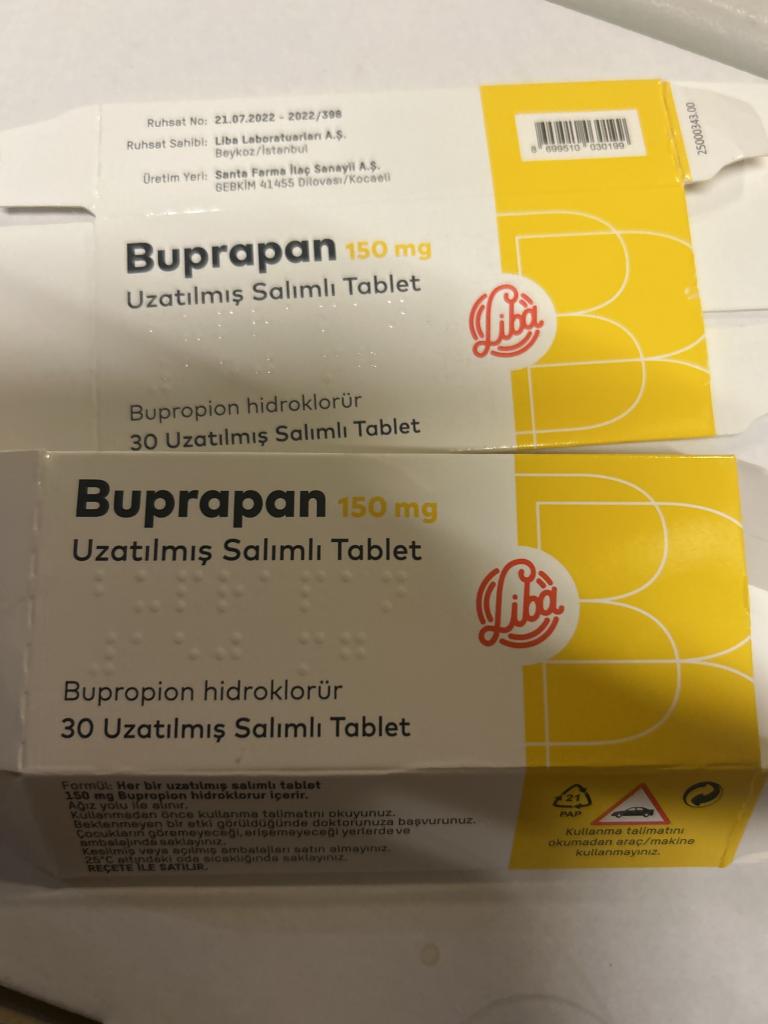 Ruhsat No: 21.07.2022 - 2022/398
Ruhsat Sahibi: Liba Laboratuarları A.Ş.
Beykoz/İstanbul
Üretim Yeri: Santa Farma İlaç Sanayii A.Ş.
GEBKİM 41455 Dilovası/Kocaeli
8 699510 030199
25000343.00
Buprapan 150 mg
Uzatılmış Salımlı Tablet
Liba
Bupropion hidroklorür
30 Uzatılmış Salımlı Tablet
Buprapan 150 mg
Uzatılmış Salımlı Tablet
Liba
Bupropion hidroklorür
30 Uzatılmış Salımlı Tablet
Formül: Her bir uzatılmış salımlı tablet
150 mg Bupropion hidroklorur içerir.
Ağız yolu ile alınır.
Kullanmadan önce kullanma talimatını okuyunuz.
Beklenmeyen bir etki görüldüğünde doktorunuza başvurunuz.
Çocukların göremeyeceği, erişemeyeceği yerlerde ve
ambalajında saklayınız.
Kesilmiş veya açılmış ambalajları satın almayınız.
25°C altındaki oda sıcaklığında saklayınız.
REÇETE İLE SATILIR.
21
PAP
Kullanma talimatını
okumadan araç/makine
kullanmayınız.